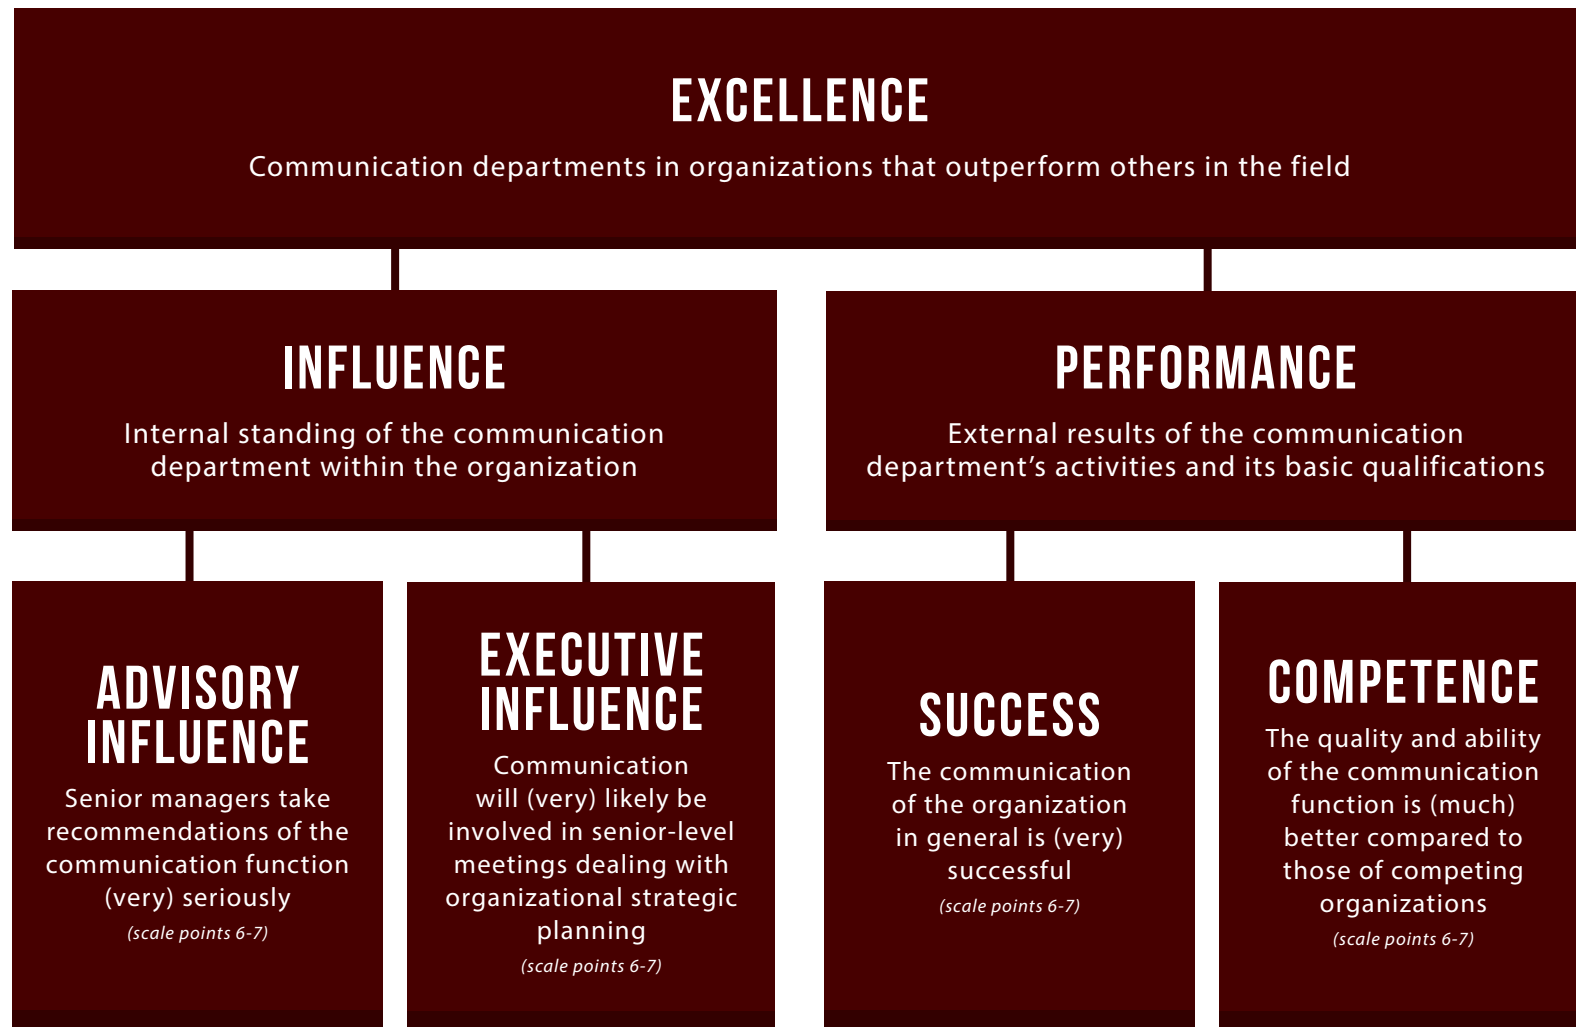 EXCELLENCE
Communication departments in organizations that outperform others in the field
INFLUENCE
Internal standing of the communication
department within the organization
PERFORMANCE
External results of the communication
department’s activities and its basic qualifications
ADVISORY
INFLUENCE
Senior managers take
recommendations of the
communication function
(very) seriously
(scale points 6-7)
EXECUTIVE
INFLUENCE
Communication
will (very) likely be
involved in senior-level
meetings dealing with
organizational strategic
planning
(scale points 6-7)
SUCCESS
The communication
of the organization
in general is (very)
successful
(scale points 6-7)
COMPETENCE
The quality and ability
of the communication
function is (much)
better compared to
those of competing
organizations
(scale points 6-7)